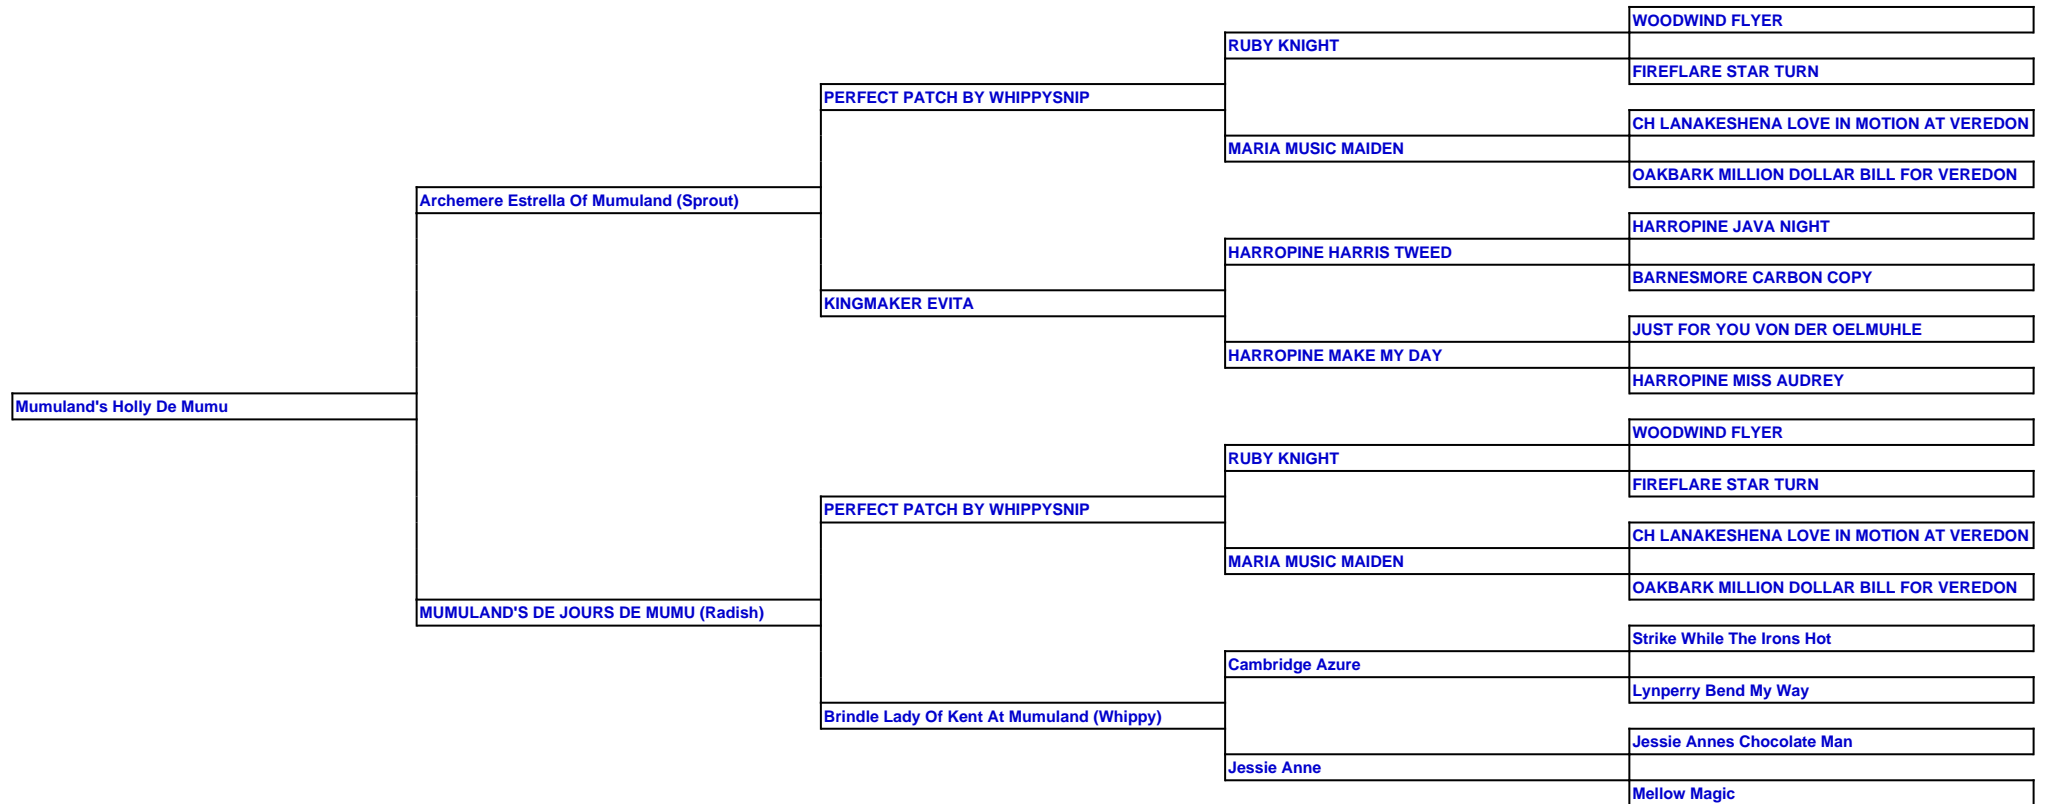 WOODWIND FLYER
RUBY KNIGHT
FIREFLARE STAR TURN
PERFECT PATCH BY WHIPPYSNIP
CH LANAKESHENA LOVE IN MOTION AT VEREDON
MARIA MUSIC MAIDEN
OAKBARK MILLION DOLLAR BILL FOR VEREDON
Archemere Estrella Of Mumuland (Sprout)
HARROPINE JAVA NIGHT
HARROPINE HARRIS TWEED
BARNESMORE CARBON COPY
KINGMAKER EVITA
JUST FOR YOU VON DER OELMUHLE
HARROPINE MAKE MY DAY
HARROPINE MISS AUDREY
Mumuland's Holly De Mumu
WOODWIND FLYER
RUBY KNIGHT
FIREFLARE STAR TURN
PERFECT PATCH BY WHIPPYSNIP
CH LANAKESHENA LOVE IN MOTION AT VEREDON
MARIA MUSIC MAIDEN
OAKBARK MILLION DOLLAR BILL FOR VEREDON
MUMULAND'S DE JOURS DE MUMU (Radish)
Strike While The Irons Hot
Cambridge Azure
Lynperry Bend My Way
Brindle Lady Of Kent At Mumuland (Whippy)
Jessie Annes Chocolate Man
Jessie Anne
Mellow Magic